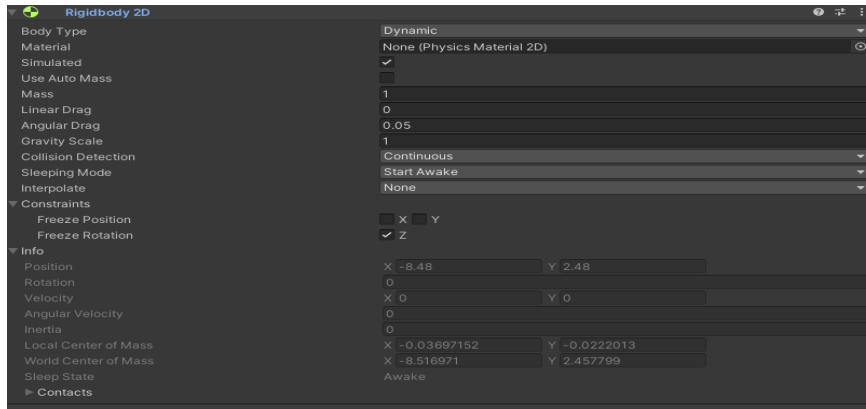 Rigidbody 2D
Body Type Dynamic
Material None (Physics Material 2D)
Simulated
Use Auto Mass
Mass 1
Linear Drag 0
Angular Drag 0.05
Gravity Scale 1
Collision Detection Continuous
Sleeping Mode Start Awake
Interpolate None
Constraints
Freeze Position X Y
Freeze Rotation Z
Info
Position X -8.48 Y 2.48
Rotation 0
Velocity X 0 Y 0
Angular Velocity 0
Inertia 0
Local Center of Mass X -0.03697152 Y -0.0222013
World Center of Mass X -8.516971 Y 2.457799
Sleep State Awake
Contacts